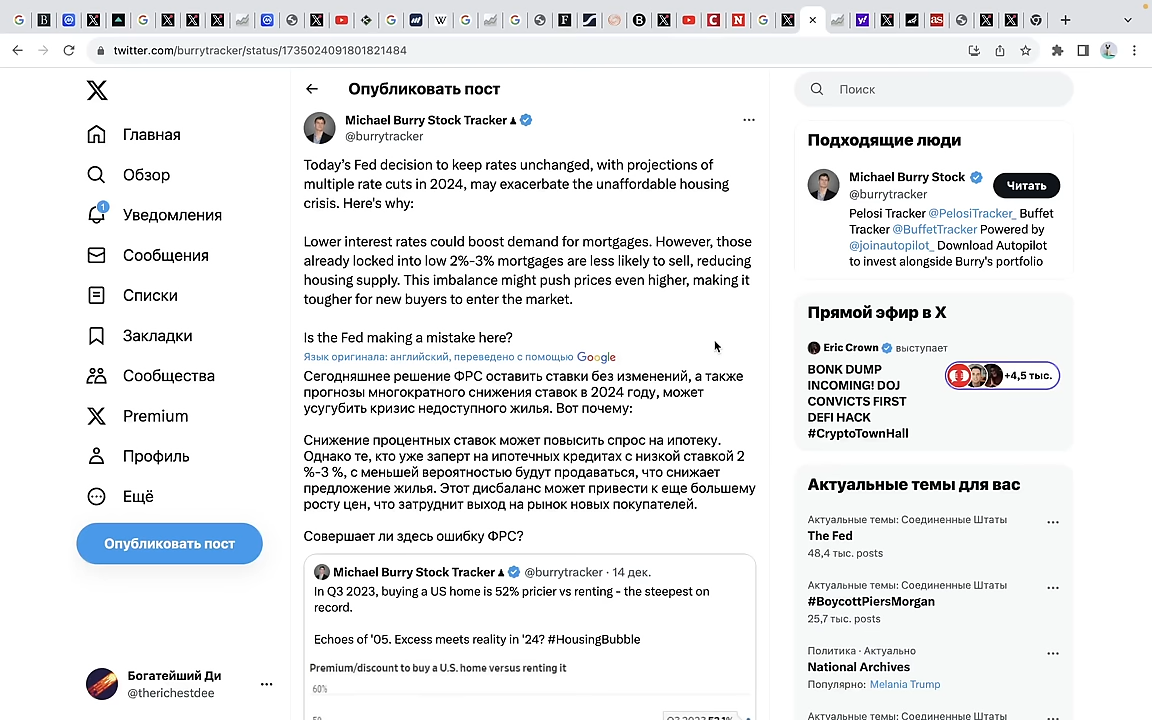 twitter.com/burrytracker/status/1735024091801821484
Главная
Обзор
1
Уведомления
Сообщения
Списки
Закладки
Сообщества
Premium
Профиль
Ещё
Опубликовать пост
Богатейший Ди
@therichestdee
Опубликовать пост
Michael Burry Stock Tracker
@burrytracker
Today's Fed decision to keep rates unchanged, with projections of
multiple rate cuts in 2024, may exacerbate the unaffordable housing
crisis. Here's why:
Lower interest rates could boost demand for mortgages. However, those
already locked into low 2%-3% mortgages are less likely to sell, reducing
housing supply. This imbalance might push prices even higher, making it
tougher for new buyers to enter the market.
Is the Fed making a mistake here?
Язык оригинала: английский, переведено с помощью Google
Сегодняшнее решение ФРС оставить ставки без изменений, а также
прогнозы многократного снижения ставок в 2024 году, может
усугубить кризис недоступного жилья. Вот почему:
Снижение процентных ставок может повысить спрос на ипотеку.
Однако те, кто уже заперт на ипотечных кредитах с низкой ставкой 2
%-3 %, с меньшей вероятностью будут продаваться, что снижает
предложение жилья. Этот дисбаланс может привести к еще большему
росту цен, что затруднит выход на рынок новых покупателей.
Совершает ли здесь ошибку ФРС?
Michael Burry Stock Tracker @burrytracker · 14 дек.
In Q3 2023, buying a US home is 52% pricier vs renting - the steepest on
record.
Echoes of '05. Excess meets reality in '24? #HousingBubble
Premium/discount to buy a U.S. home versus renting it
60%
Поиск
Подходящие люди
Michael Burry Stock
@burrytracker
Читать
Pelosi Tracker @PelosiTracker_ Buffet
Tracker @BuffetTracker Powered by
@joinautopilot_ Download Autopilot
to invest alongside Burry's portfolio
Прямой эфир в X
Eric Crown выступает
BONK DUMP
INCOMING! DOJ
CONVICTS FIRST
DEFI HACK
#CryptoTownHall
+4,5 тыс.
Актуальные темы для вас
Актуальные темы: Соединенные Штаты
The Fed
48,4 тыс. posts
Актуальные темы: Соединенные Штаты
#BoycottPiersMorgan
25,7 тыс. posts
Политика · Актуально
National Archives
Популярно: Melania Trump
Актуальные темы: Соединенные Штаты